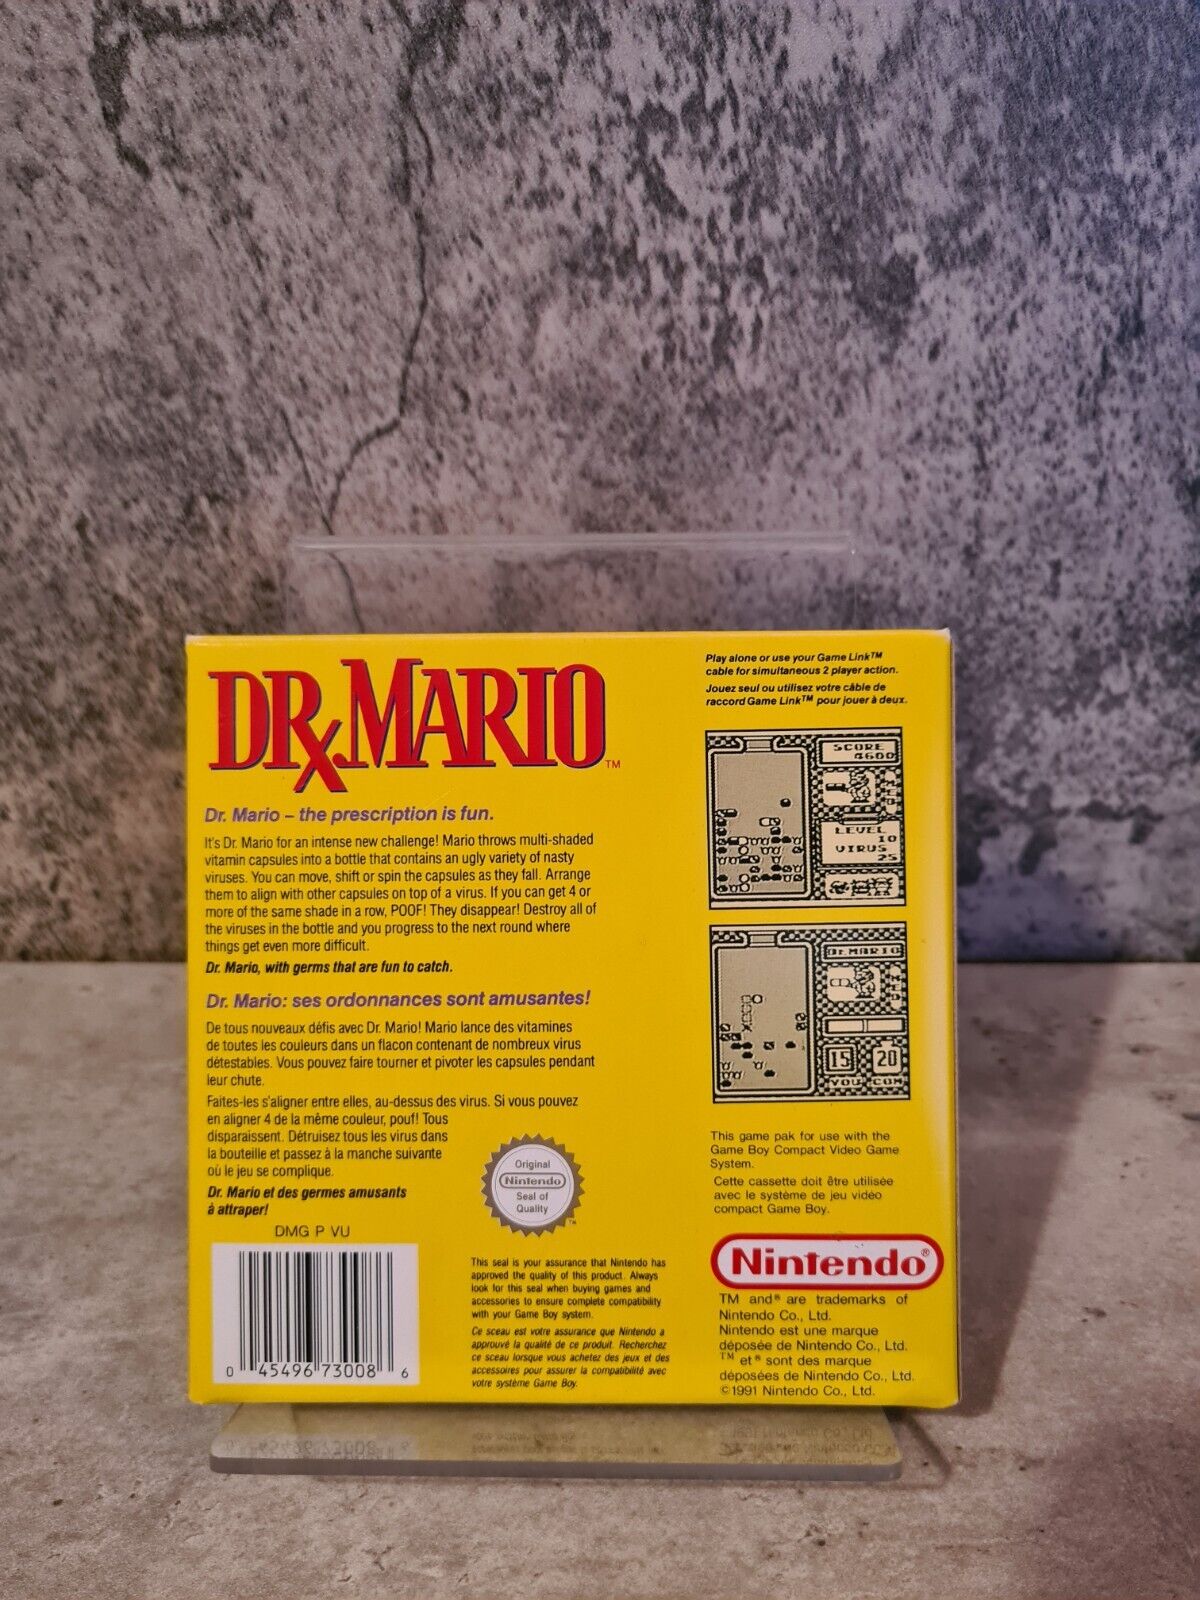 DR. MARIO TM
Dr. Mario – the prescription is fun.
It's Dr. Mario for an intense new challenge! Mario throws multi-shaded
vitamin capsules into a bottle that contains an ugly variety of nasty
viruses. You can move, shift or spin the capsules as they fall. Arrange
them to align with other capsules on top of a virus. If you can get 4 or
more of the same shade in a row, POOF! They disappear! Destroy all of
the viruses in the bottle and you progress to the next round where
things get even more difficult.
Dr. Mario, with germs that are fun to catch.
Dr. Mario: ses ordonnances sont amusantes!
De tous nouveaux défis avec Dr. Mario! Mario lance des vitamines
de toutes les couleurs dans un flacon contenant de nombreux virus
détestables. Vous pouvez faire tourner et pivoter les capsules pendant
leur chute.
Faites-les s'aligner entre elles, au-dessus des virus. Si vous pouvez
en aligner 4 de la même couleur, pouf! Tous
disparaissent. Détruisez tous les virus dans
la bouteille et passez à la manche suivante
où le jeu se complique.
Dr. Mario et des germes amusants
à attraper!
DMG P VU
0 45496 73008 6
Original
Nintendo
Seal of
Quality
TM
This seal is your assurance that Nintendo has
approved the quality of this product. Always
look for this seal when buying games and
accessories to ensure complete compatibility
with your Game Boy system.
Ce sceau est votre assurance que Nintendo a
approuvé la qualité de ce produit. Recherchez
ce sceau lorsque vous achetez des jeux et des
accessoires pour assurer la compatibilité avec
votre système Game Boy.
Play alone or use your Game Link™
cable for simultaneous 2 player action.
Jouez seul ou utilisez votre câble de
raccord Game Link™ pour jouer à deux.
SCORE
4600
LEVEL
10
VIRUS
25
DR.MARIO
15 20
YOU COM
This game pak for use with the
Game Boy Compact Video Game
System.
Cette cassette doit être utilisée
avec le système de jeu vidéo
compact Game Boy.
Nintendo®
TM and ® are trademarks of
Nintendo Co., Ltd.
Nintendo est une marque
déposée de Nintendo Co., Ltd.
TM et ® sont des marque
déposées de Nintendo Co., Ltd.
©1991 Nintendo Co., Ltd.